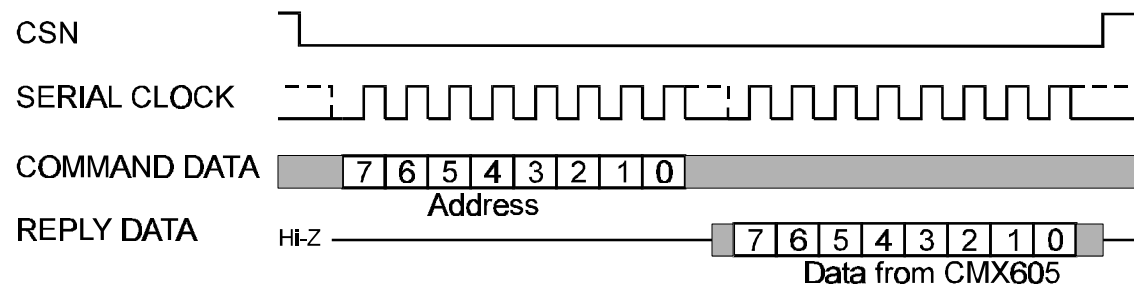 CSN
SERIAL CLOCK
COMMAND DATA 7 6 5 4 3 2 1 0
Address
REPLY DATA Hi-Z 7 6 5 4 3 2 1 0
Data from CMX605